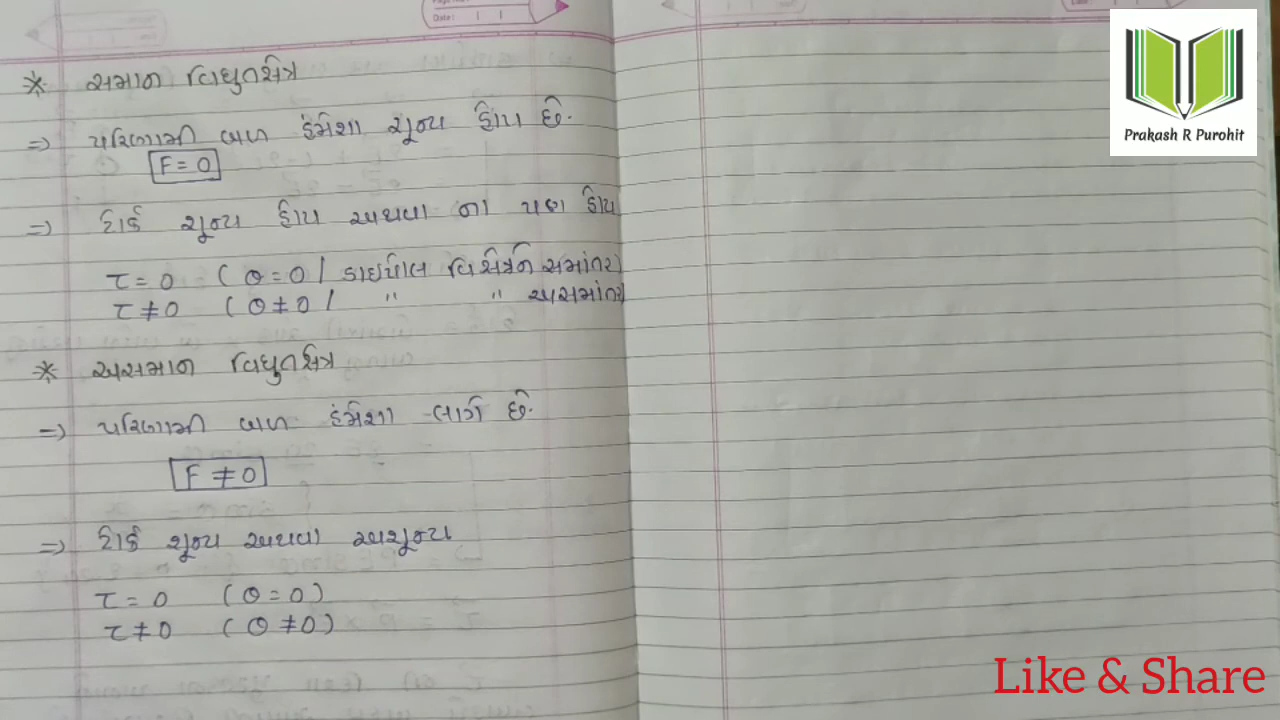 * સમાન વિદ્યુતક્ષેત્ર
⇒ પરિણામી બળ હંમેશા શૂન્ય હોય છે.
F = 0
⇒ ટોર્ક શૂન્ય હોય અથવા ના પણ હોય
τ = 0 (θ = 0 / ડાઇપોલ વિ.ક્ષેત્રને સમાંતર)
τ ≠ 0 (θ ≠ 0 / " " અસમાંતર)
* અસમાન વિદ્યુતક્ષેત્ર
⇒ પરિણામી બળ હંમેશા લાગે છે.
F ≠ 0
⇒ ટોર્ક શૂન્ય અથવા અશૂન્ય
τ = 0 (θ = 0)
τ ≠ 0 (θ ≠ 0)
Prakash R Purohit
Like & Share